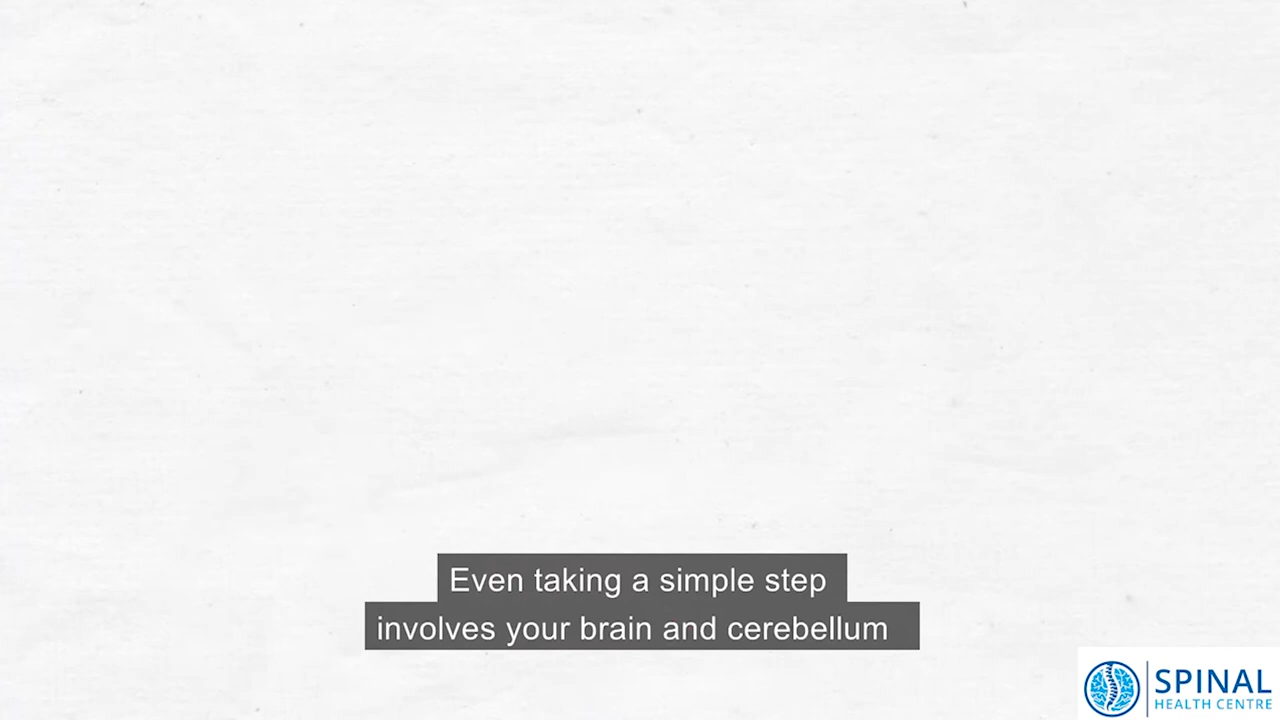 Even taking a simple step
involves your brain and cerebellum
SPINAL
HEALTH CENTRE